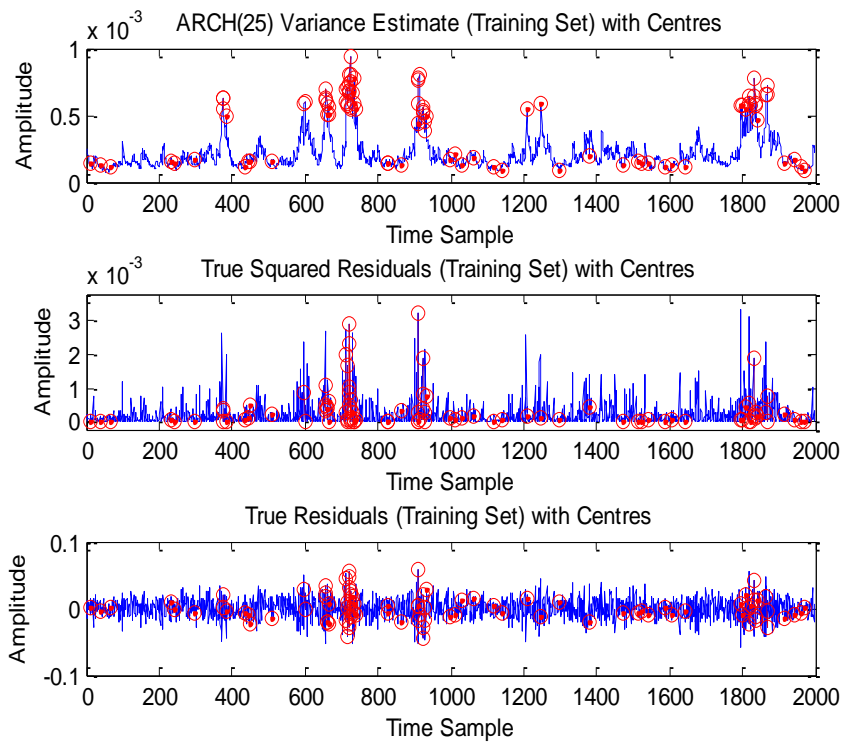 ARCH(25) Variance Estimate (Training Set) with Centres
x 10-3
1
0.5
0
Amplitude
0 200 400 600 800 1000 1200 1400 1600 1800 2000
Time Sample
True Squared Residuals (Training Set) with Centres
x 10-3
3
2
1
0
Amplitude
0 200 400 600 800 1000 1200 1400 1600 1800 2000
Time Sample
True Residuals (Training Set) with Centres
0.1
0
-0.1
Amplitude
0 200 400 600 800 1000 1200 1400 1600 1800 2000
Time Sample